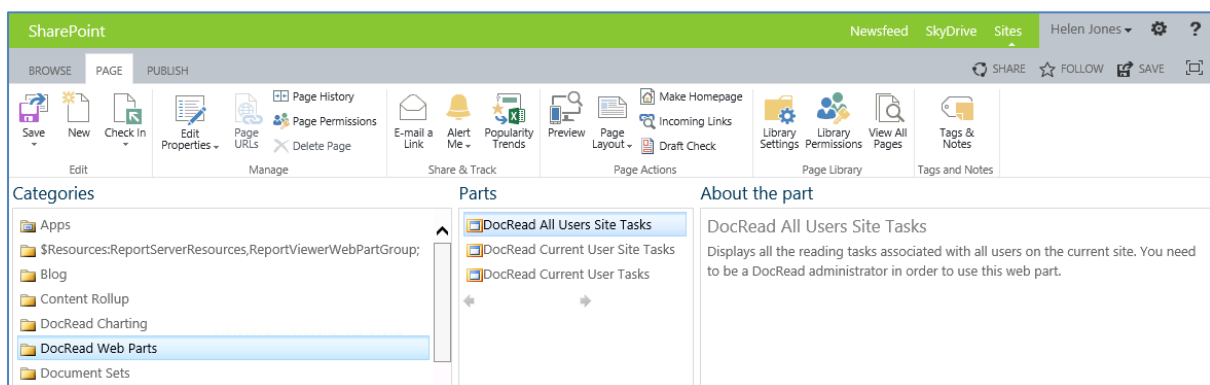 SharePoint
Newsfeed SkyDrive Sites Helen Jones ?
BROWSE PAGE PUBLISH
SHARE FOLLOW SAVE
Save
New
Check In
Edit
Properties
Page
URLs
Page History
Page Permissions
Delete Page
E-mail a
Link
Alert
Me
Popularity
Trends
Preview
Page
Layout
Make Homepage
Incoming Links
Draft Check
Library
Settings
Library
Permissions
View All
Pages
Tags &
Notes
Edit
Manage
Share & Track
Page Actions
Page Library
Tags and Notes
Categories
Apps
$Resources:ReportServerResources,ReportViewerWebPartGroup;
Blog
Content Rollup
DocRead Charting
DocRead Web Parts
Document Sets
Parts
DocRead All Users Site Tasks
DocRead Current User Site Tasks
DocRead Current User Tasks
About the part
DocRead All Users Site Tasks
Displays all the reading tasks associated with all users on the current site. You need
to be a DocRead administrator in order to use this web part.